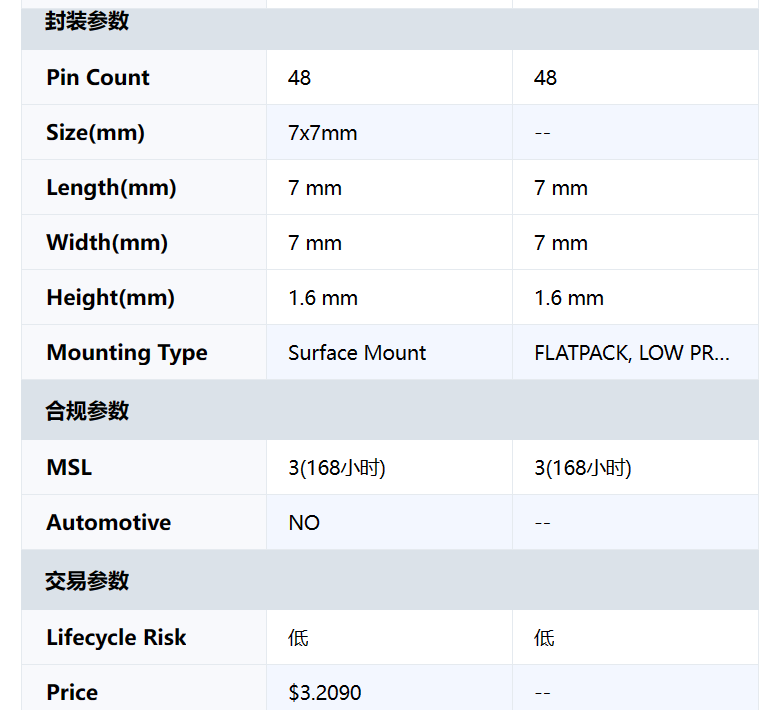 封装参数
Pin Count 48 48
Size(mm) 7x7mm --
Length(mm) 7 mm 7 mm
Width(mm) 7 mm 7 mm
Height(mm) 1.6 mm 1.6 mm
Mounting Type Surface Mount FLATPACK, LOW PR...
合规参数
MSL 3(168小时) 3(168小时)
Automotive NO --
交易参数
Lifecycle Risk 低 低
Price $3.2090 --